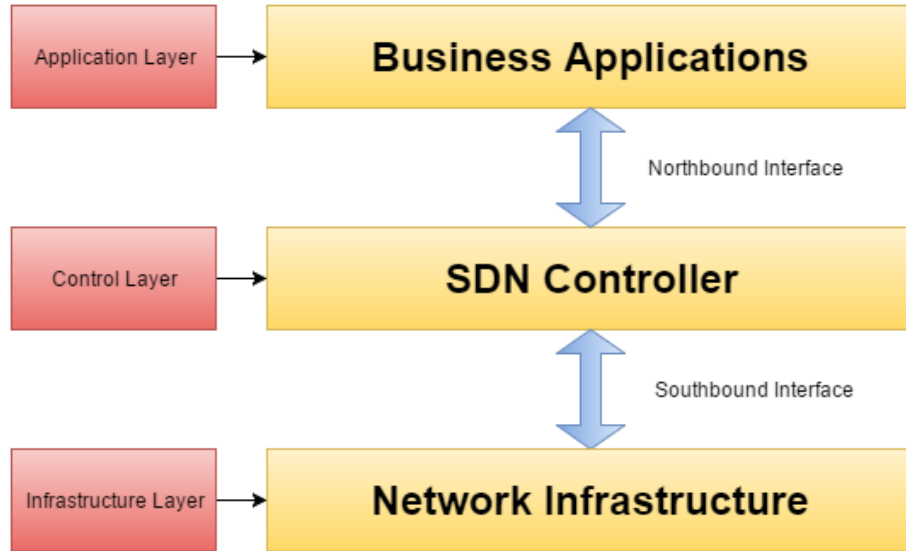 Application Layer
Business Applications
Northbound Interface
Control Layer
SDN Controller
Southbound Interface
Infrastructure Layer
Network Infrastructure